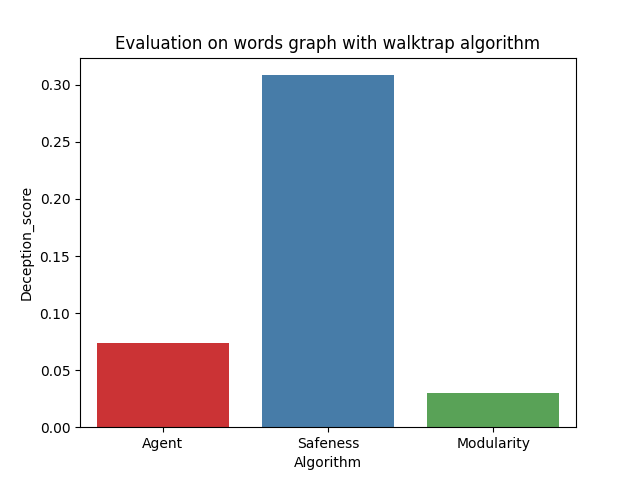 Evaluation on words graph with walktrap algorithm
0.30
0.25
0.20
0.15
0.10
0.05
0.00
Deception_score
Agent Safeness Modularity
Algorithm